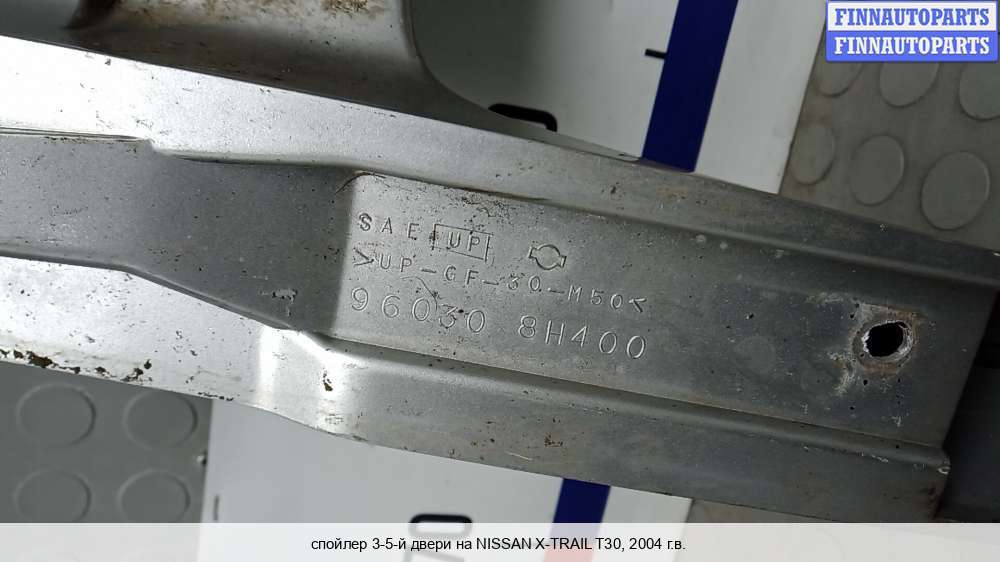 FINNAUTOPARTS
FINNAUTOPARTS
SAE UP
>UP-GF-30-M50<
96030 8H400
спойлер 3-5-й двери на NISSAN X-TRAIL T30, 2004 г.в.